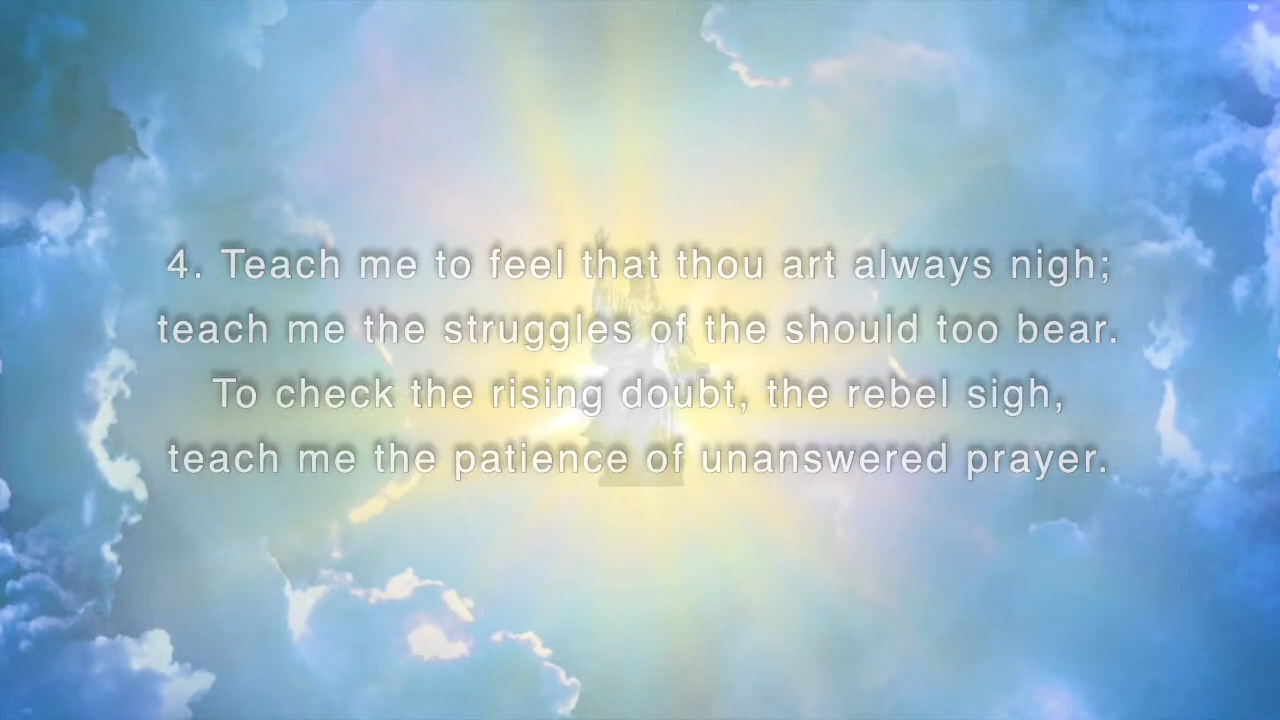 4. Teach me to feel that thou art always nigh;
teach me the struggles of the should too bear.
To check the rising doubt, the rebel sigh,
teach me the patience of unanswered prayer.